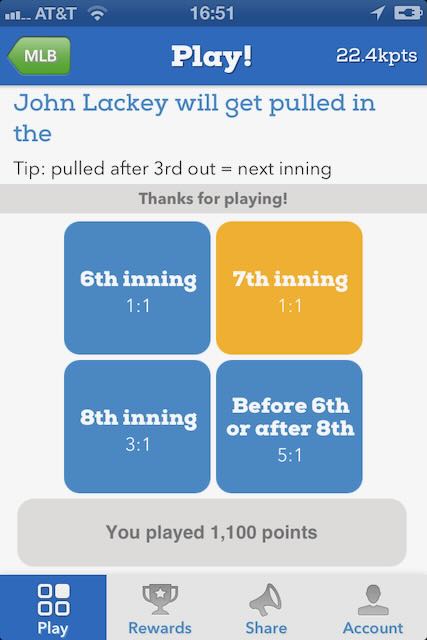 AT&T 16:51
MLB Play! 22.4kpts
John Lackey will get pulled in
the
Tip: pulled after 3rd out = next inning
Thanks for playing!
6th inning
1:1
7th inning
1:1
8th inning
3:1
Before 6th
or after 8th
5:1
You played 1,100 points
Play Rewards Share Account